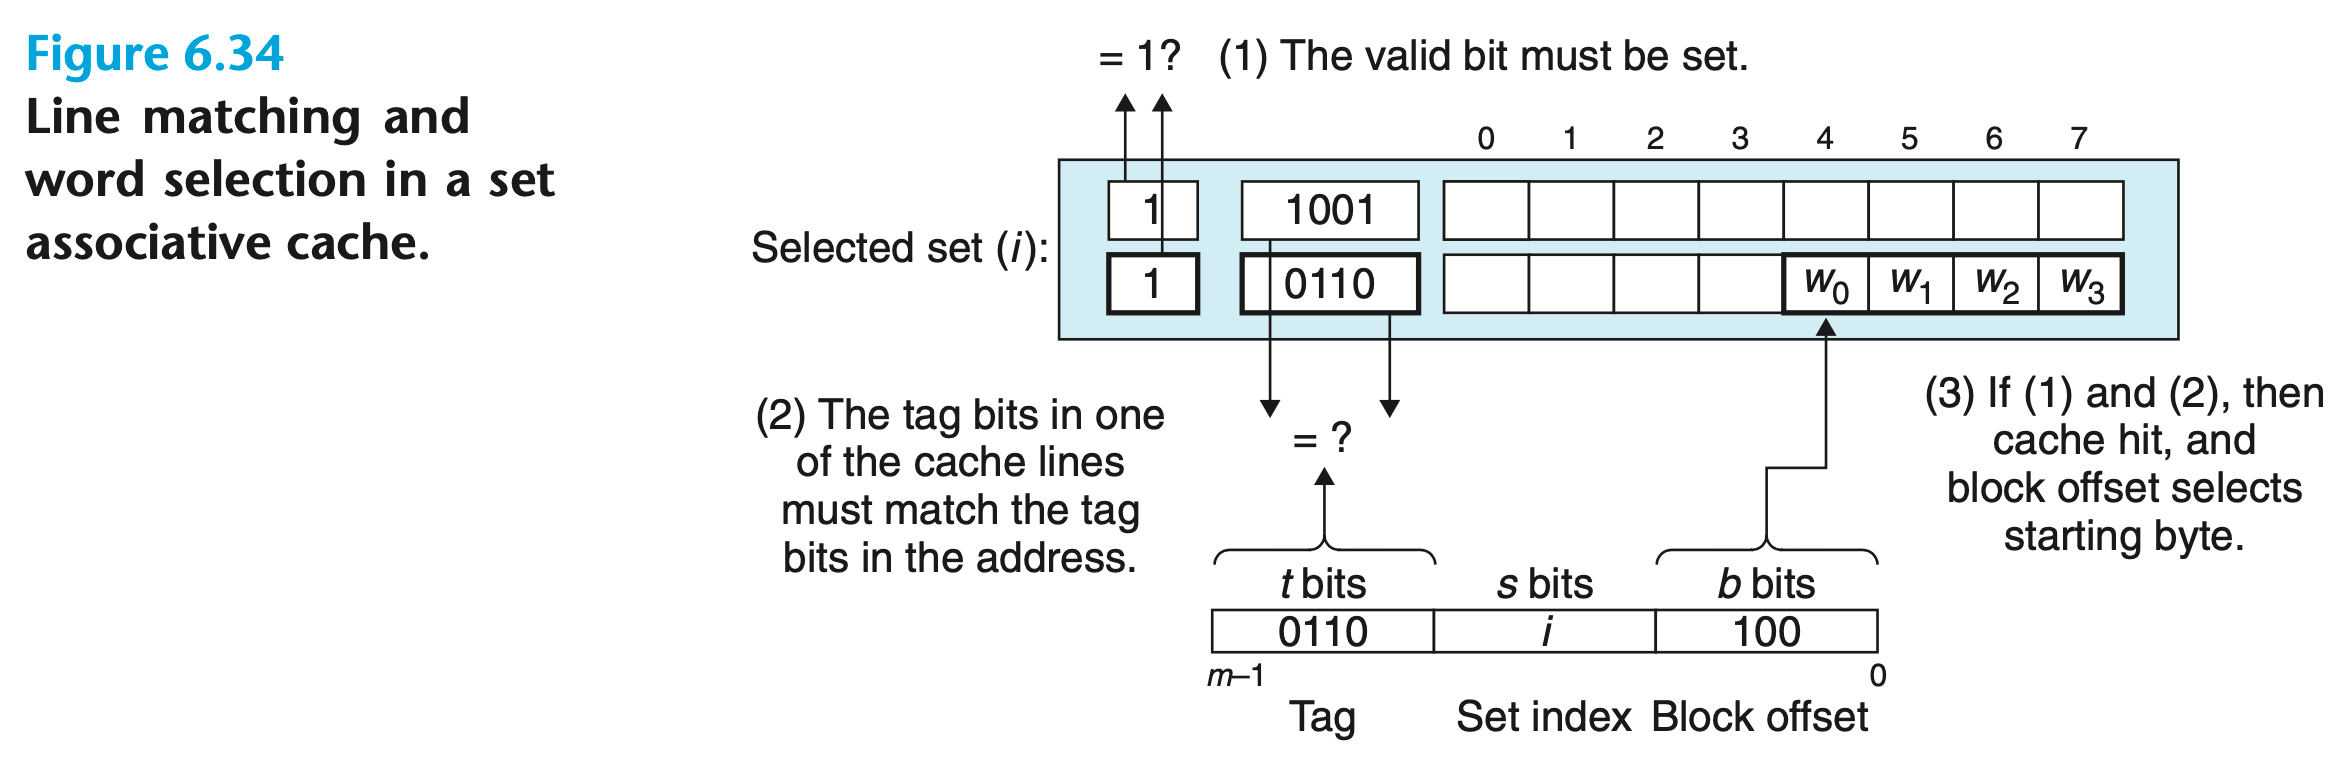 Figure 6.34
Line matching and
word selection in a set
associative cache.
= 1? (1) The valid bit must be set.
0 1 2 3 4 5 6 7
1 1001
Selected set (i):
1 0110 w0 w1 w2 w3
(2) The tag bits in one
of the cache lines
must match the tag
bits in the address.
= ?
(3) If (1) and (2), then
cache hit, and
block offset selects
starting byte.
t bits s bits b bits
0110 i 100
m–1 0
Tag Set index Block offset